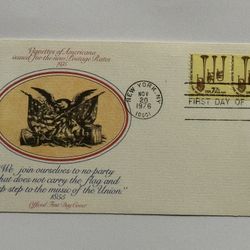 Vignettes of Americana
issued for the new Postage Rates
1975
NEW YORK, NY
NOV
20
1976
10001
FIRST DAY OF
"We join ourselves to no party
that does not carry the flag and
keep step to the music of the Union."
1855
Official First Day Cover